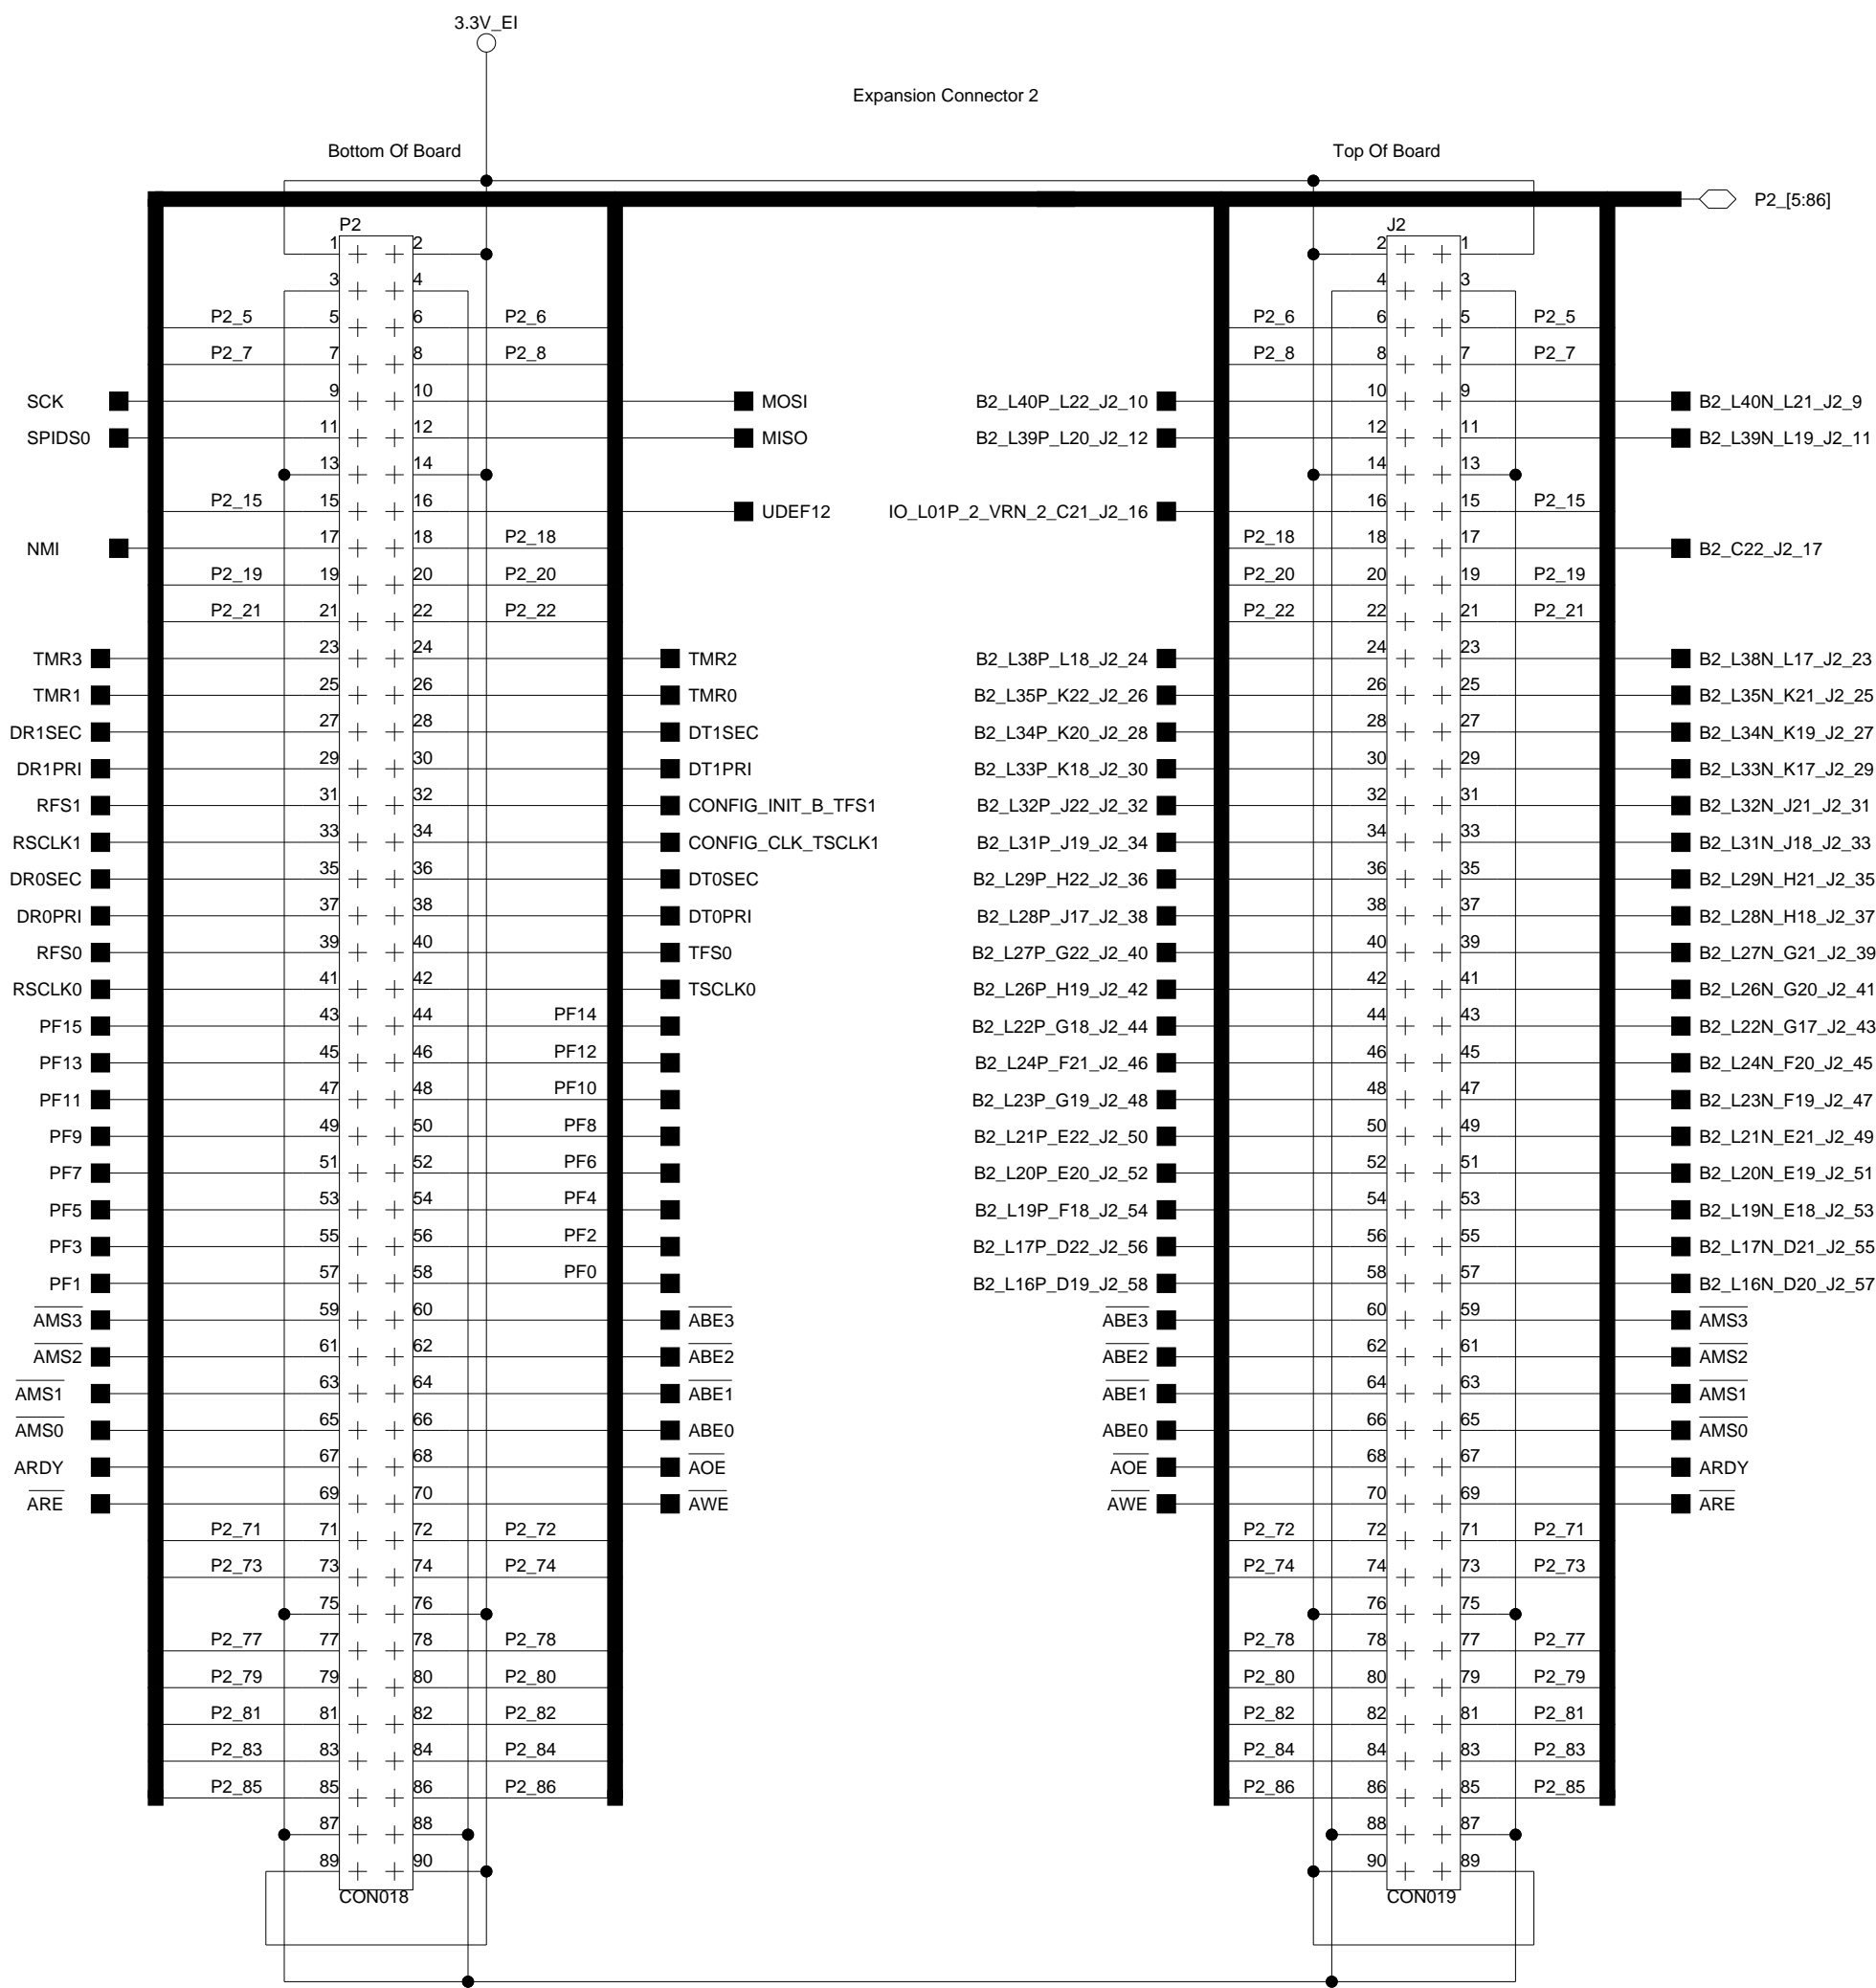 3.3V_EI
Expansion Connector 2
Bottom Of Board Top Of Board
P2_[5:86]
P2 J2
1 2 2 1
3 4 4 3
P2_5 5 6 P2_6 P2_6 6 5 P2_5
P2_7 7 8 P2_8 P2_8 8 7 P2_7
SCK 9 10 MOSI B2_L40P_L22_J2_10 10 9 B2_L40N_L21_J2_9
SPIDS0 11 12 MISO B2_L39P_L20_J2_12 12 11 B2_L39N_L19_J2_11
13 14 14 13
P2_15 15 16 UDEF12 IO_L01P_2_VRN_2_C21_J2_16 16 15 P2_15
NMI 17 18 P2_18 P2_18 18 17 B2_C22_J2_17
P2_19 19 20 P2_20 P2_20 20 19 P2_19
P2_21 21 22 P2_22 P2_22 22 21 P2_21
TMR3 23 24 TMR2 B2_L38P_L18_J2_24 24 23 B2_L38N_L17_J2_23
TMR1 25 26 TMR0 B2_L35P_K22_J2_26 26 25 B2_L35N_K21_J2_25
DR1SEC 27 28 DT1SEC B2_L34P_K20_J2_28 28 27 B2_L34N_K19_J2_27
DR1PRI 29 30 DT1PRI B2_L33P_K18_J2_30 30 29 B2_L33N_K17_J2_29
RFS1 31 32 CONFIG_INIT_B_TFS1 B2_L32P_J22_J2_32 32 31 B2_L32N_J21_J2_31
RSCLK1 33 34 CONFIG_CLK_TSCLK1 B2_L31P_J19_J2_34 34 33 B2_L31N_J18_J2_33
DR0SEC 35 36 DT0SEC B2_L29P_H22_J2_36 36 35 B2_L29N_H21_J2_35
DR0PRI 37 38 DT0PRI B2_L28P_J17_J2_38 38 37 B2_L28N_H18_J2_37
RFS0 39 40 TFS0 B2_L27P_G22_J2_40 40 39 B2_L27N_G21_J2_39
RSCLK0 41 42 TSCLK0 B2_L26P_H19_J2_42 42 41 B2_L26N_G20_J2_41
PF15 43 44 PF14 B2_L22P_G18_J2_44 44 43 B2_L22N_G17_J2_43
PF13 45 46 PF12 B2_L24P_F21_J2_46 46 45 B2_L24N_F20_J2_45
PF11 47 48 PF10 B2_L23P_G19_J2_48 48 47 B2_L23N_F19_J2_47
PF9 49 50 PF8 B2_L21P_E22_J2_50 50 49 B2_L21N_E21_J2_49
PF7 51 52 PF6 B2_L20P_E20_J2_52 52 51 B2_L20N_E19_J2_51
PF5 53 54 PF4 B2_L19P_F18_J2_54 54 53 B2_L19N_E18_J2_53
PF3 55 56 PF2 B2_L17P_D22_J2_56 56 55 B2_L17N_D21_J2_55
PF1 57 58 PF0 B2_L16P_D19_J2_58 58 57 B2_L16N_D20_J2_57
AMS3 59 60 ABE3 ABE3 60 59 AMS3
AMS2 61 62 ABE2 ABE2 62 61 AMS2
AMS1 63 64 ABE1 ABE1 64 63 AMS1
AMS0 65 66 ABE0 ABE0 66 65 AMS0
ARDY 67 68 AOE AOE 68 67 ARDY
ARE 69 70 AWE AWE 70 69 ARE
P2_71 71 72 P2_72 P2_72 72 71 P2_71
P2_73 73 74 P2_74 P2_74 74 73 P2_73
75 76 76 75
P2_77 77 78 P2_78 P2_78 78 77 P2_77
P2_79 79 80 P2_80 P2_80 80 79 P2_79
P2_81 81 82 P2_82 P2_82 82 81 P2_81
P2_83 83 84 P2_84 P2_84 84 83 P2_83
P2_85 85 86 P2_86 P2_86 86 85 P2_85
87 88 88 87
89 90 90 89
CON018 CON019